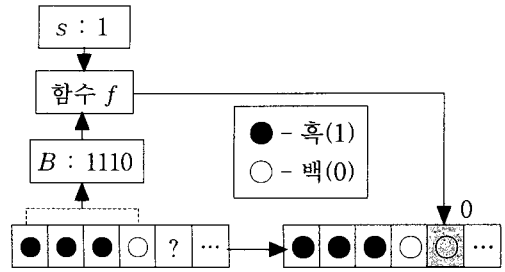 s : 1
함수 f
● - 흑(1)
○ - 백(0)
B : 1110
0
? ... ...